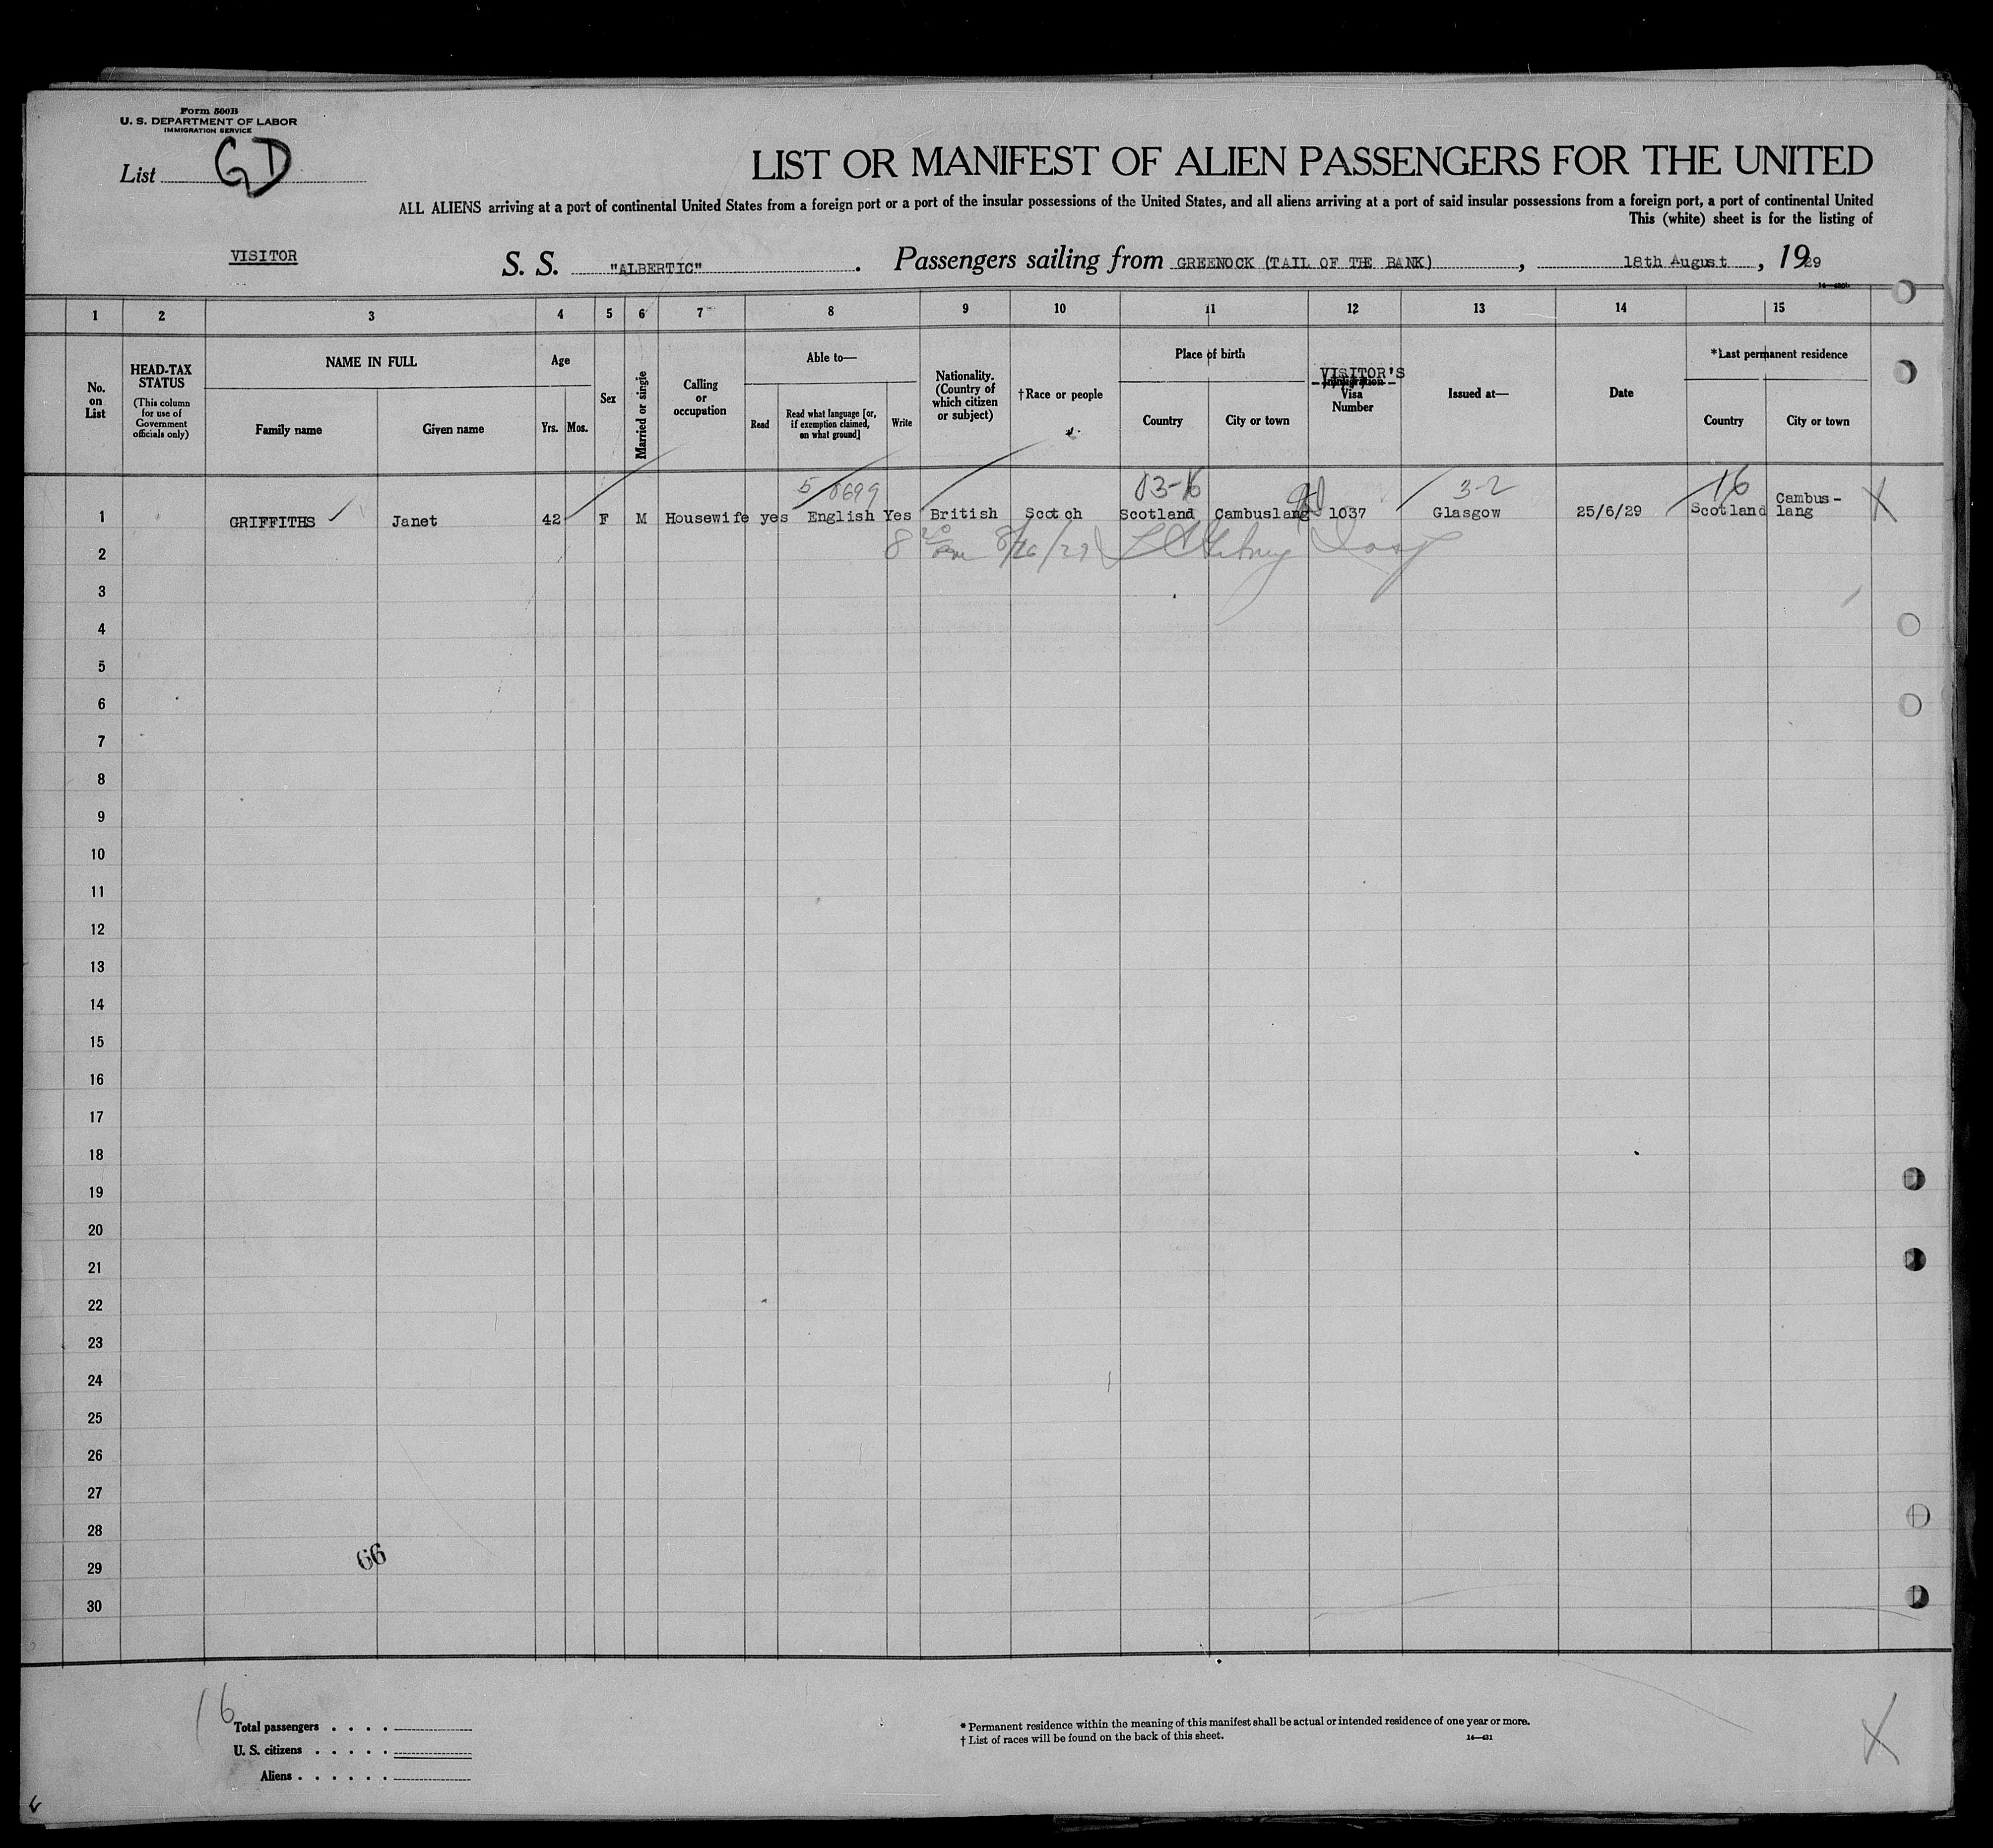 Form 500B
U. S. DEPARTMENT OF LABOR
IMMIGRATION SERVICE
List GD
LIST OR MANIFEST OF ALIEN PASSENGERS FOR THE UNITED
ALL ALIENS arriving at a port of continental United States from a foreign port or a port of the insular possessions of the United States, and all aliens arriving at a port of said insular possessions from a foreign port, a port of continental United
This (white) sheet is for the listing of
VISITOR
S. S. "ALBERTIC". Passengers sailing from GREENOCK (TAIL OF THE BANK), 18th August, 1929
1 2 3 4 5 6 7 8 9 10 11 12 13 14 15
No. on List
HEAD-TAX STATUS
(This column for use of Government officials only)
NAME IN FULL
Family name
Given name
Age
Yrs.
Mos.
Sex
Married or single
Calling or occupation
Able to—
Read
Read what language [or, if exemption claimed, on what ground]
Write
Nationality. (Country of which citizen or subject)
†Race or people
Place of birth
Country
City or town
VISITOR'S
Immigration
Visa Number
Issued at—
Date
*Last permanent residence
Country
City or town
03-16 3-2 16
1 GRIFFITHS Janet 42 F M Housewife yes English Yes British Scotch Scotland Cambuslang 1037 Glasgow 25/6/29 Scotland Cambus-
lang X
2
3
4
5
6
7
8
9
10
11
12
13
14
15
16
17
18
19
20
21
22
23
24
25
26
27
28
29
30
66
16
Total passengers
U. S. citizens
Aliens
* Permanent residence within the meaning of this manifest shall be actual or intended residence of one year or more.
† List of races will be found on the back of this sheet.
X